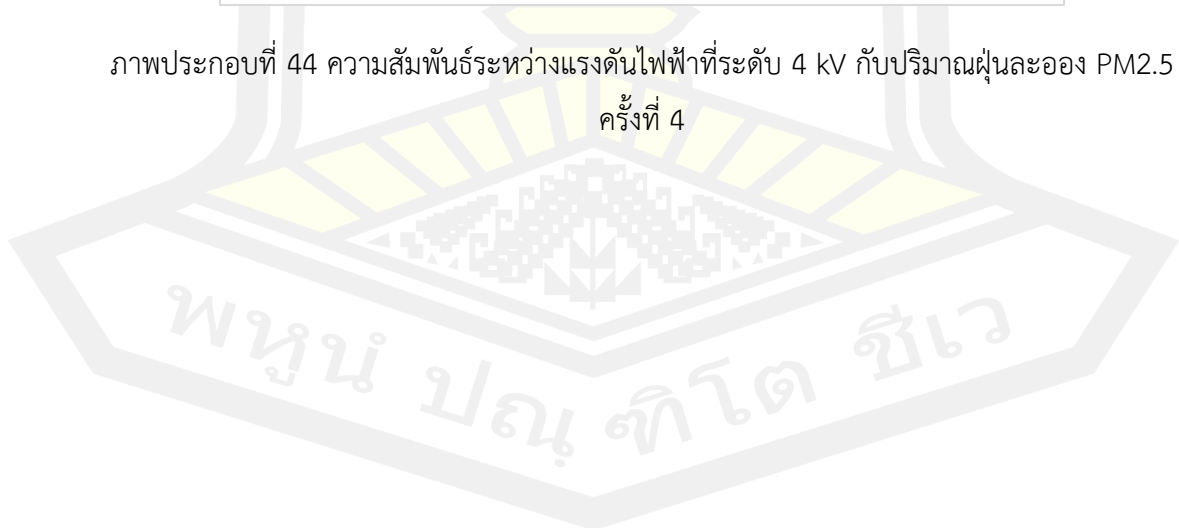 ภาพประกอบที่ 44 ความสัมพันธ์ระหว่างแรงดันไฟฟ้าที่ระดับ 4 kV กับปริมาณฝุ่นละออง PM2.5
ครั้งที่ 4
พหูนํ ปณฺฑิโต ชีเว